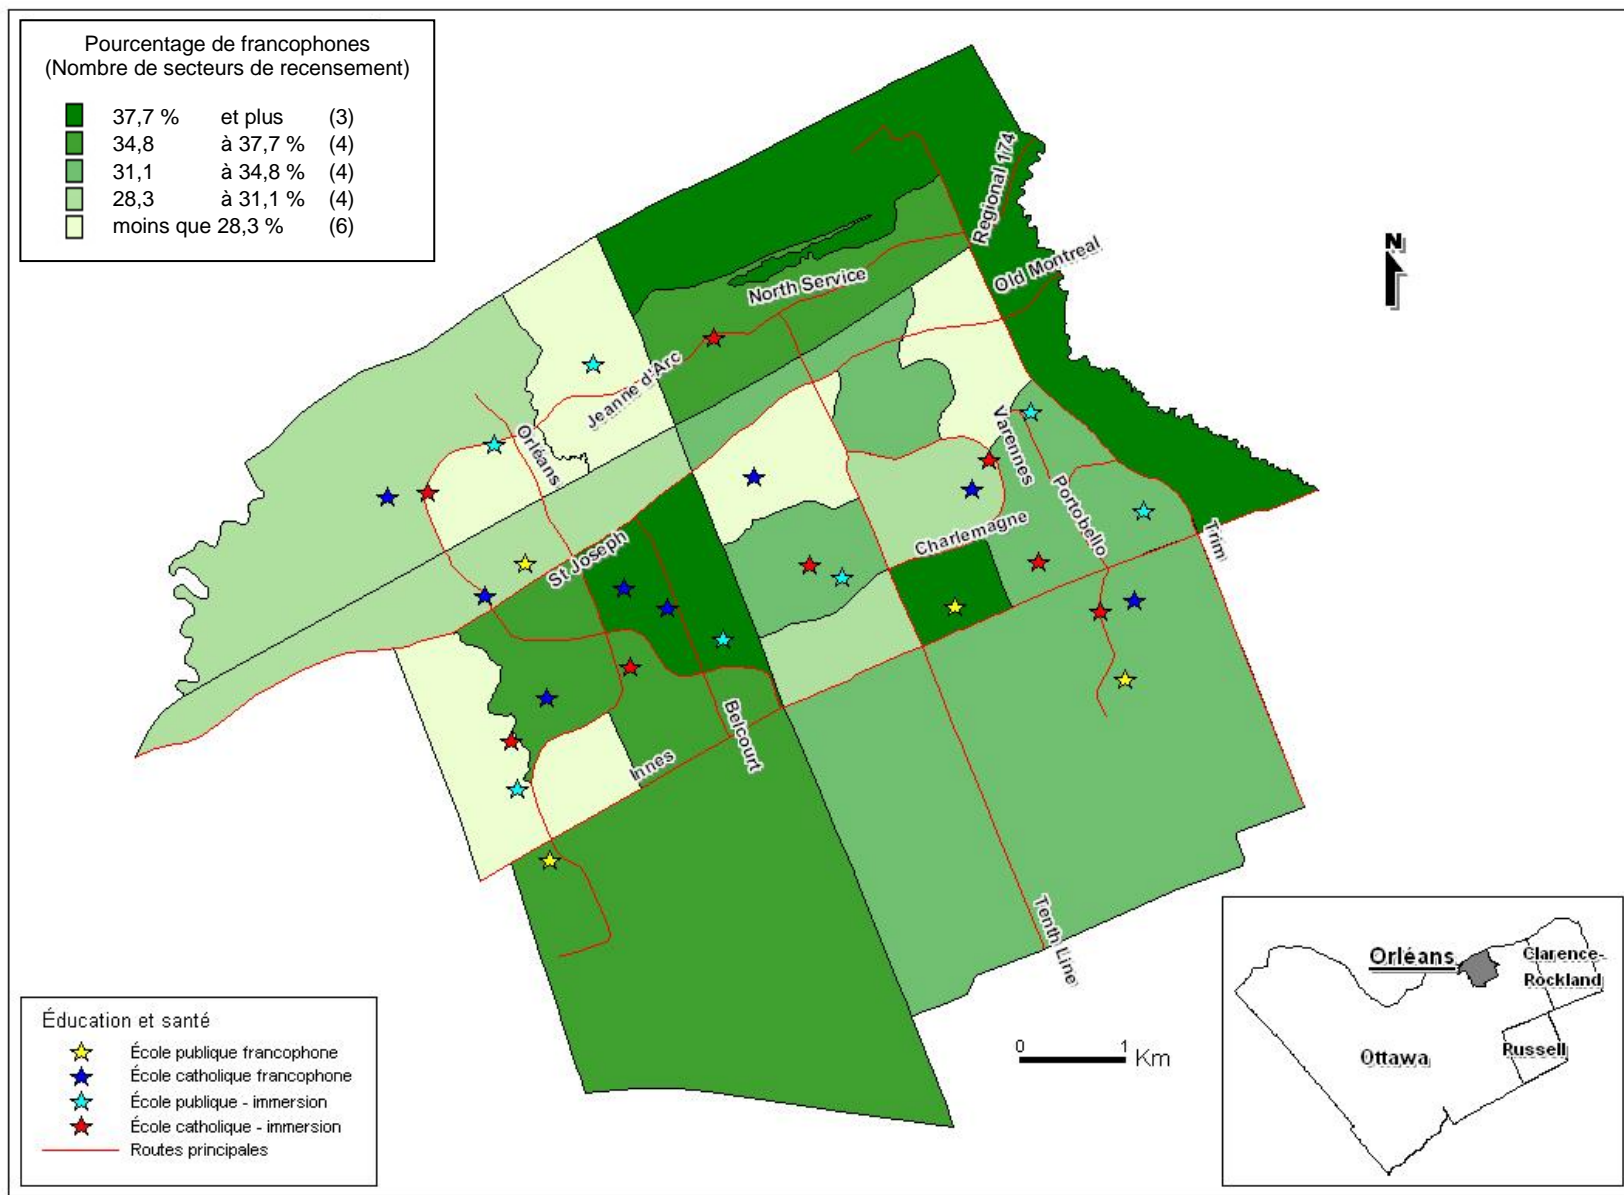 Pourcentage de francophones
(Nombre de secteurs de recensement)
37,7 % et plus (3)
34,8 à 37,7 % (4)
31,1 à 34,8 % (4)
28,3 à 31,1 % (4)
moins que 28,3 % (6)
Regional 174
N
Old Montreal
North Service
Jeanne d'Arc
Orléans
Varennes
Portobello
Charlemagne
Trim
St Joseph
Belcourt
Innes
Tenth Line
Éducation et santé
École publique francophone
École catholique francophone
École publique - immersion
École catholique - immersion
Routes principales
0 1 Km
Orléans
Clarence-
Rockland
Ottawa
Russell